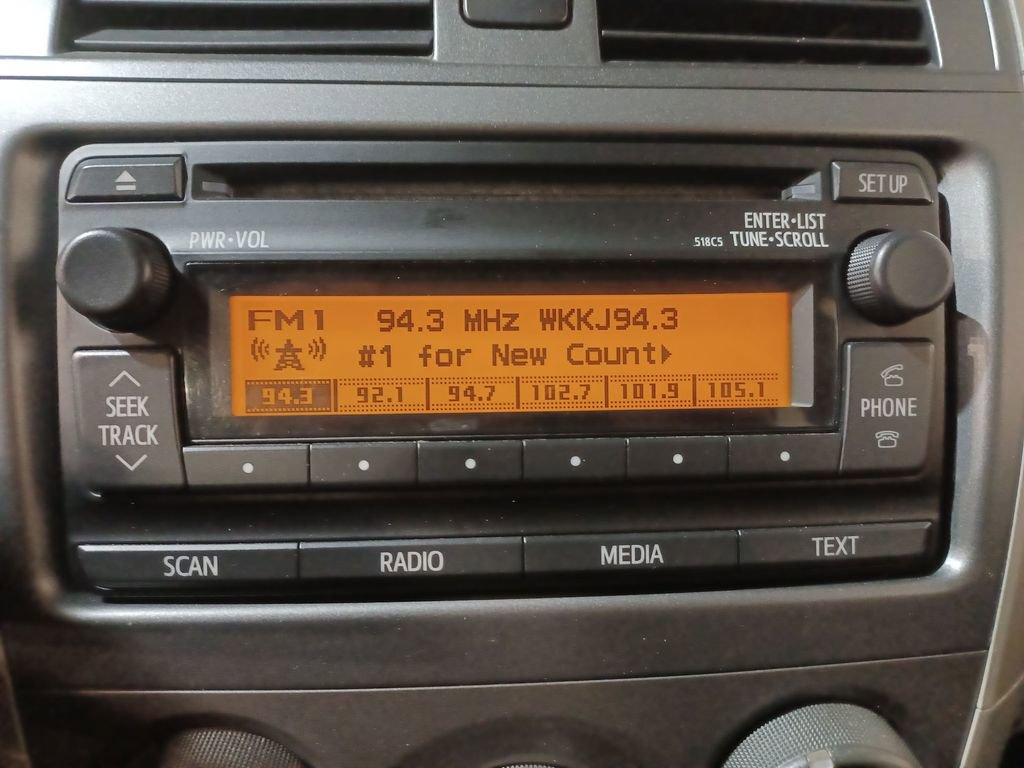 SET UP
PWR•VOL
ENTER•LIST
518C5 TUNE•SCROLL
FM1 94.3 MHz WKKJ94.3
#1 for New Count
94.3 92.1 94.7 102.7 101.9 105.1
SEEK
TRACK
PHONE
SCAN RADIO MEDIA TEXT